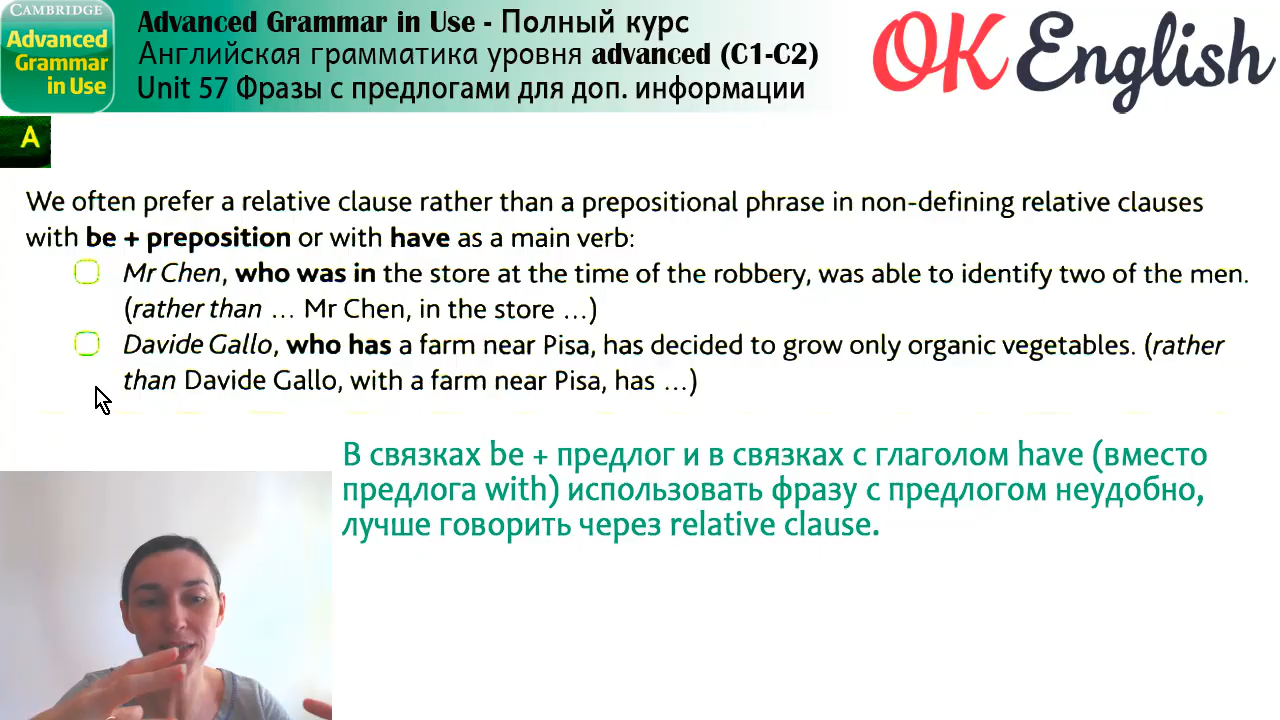 CAMBRIDGE
Advanced
Grammar
in Use
Advanced Grammar in Use - Полный курс
Английская грамматика уровня advanced (C1-C2)
Unit 57 Фразы с предлогами для доп. информации
OK English
A
We often prefer a relative clause rather than a prepositional phrase in non-defining relative clauses
with be + preposition or with have as a main verb:
Mr Chen, who was in the store at the time of the robbery, was able to identify two of the men.
(rather than … Mr Chen, in the store …)
Davide Gallo, who has a farm near Pisa, has decided to grow only organic vegetables. (rather
than Davide Gallo, with a farm near Pisa, has …)
В связках be + предлог и в связках с глаголом have (вместо
предлога with) использовать фразу с предлогом неудобно,
лучше говорить через relative clause.